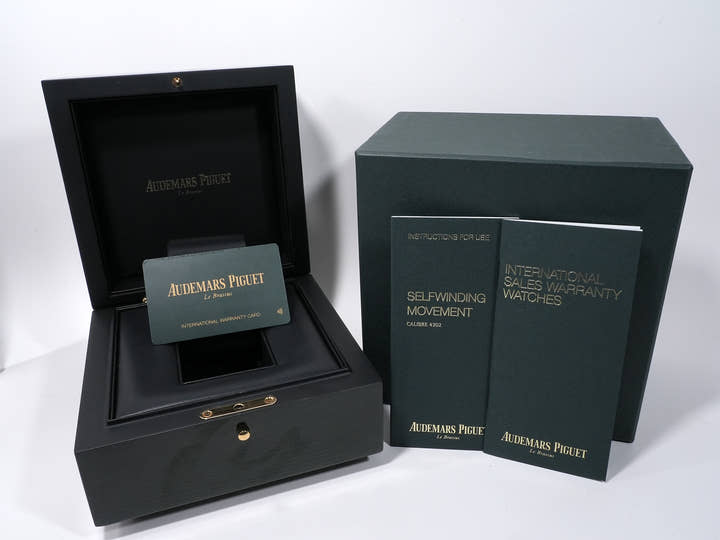 AUDEMARS PIGUET
Le Brassus
AUDEMARS PIGUET
Le Brassus
INTERNATIONAL WARRANTY CARD
INSTRUCTIONS FOR USE
SELFWINDING
MOVEMENT
CALIBRE 4302
AUDEMARS PIGUET
Le Brassus
INTERNATIONAL
SALES WARRANTY
WATCHES
AUDEMARS PIGUET
Le Brassus